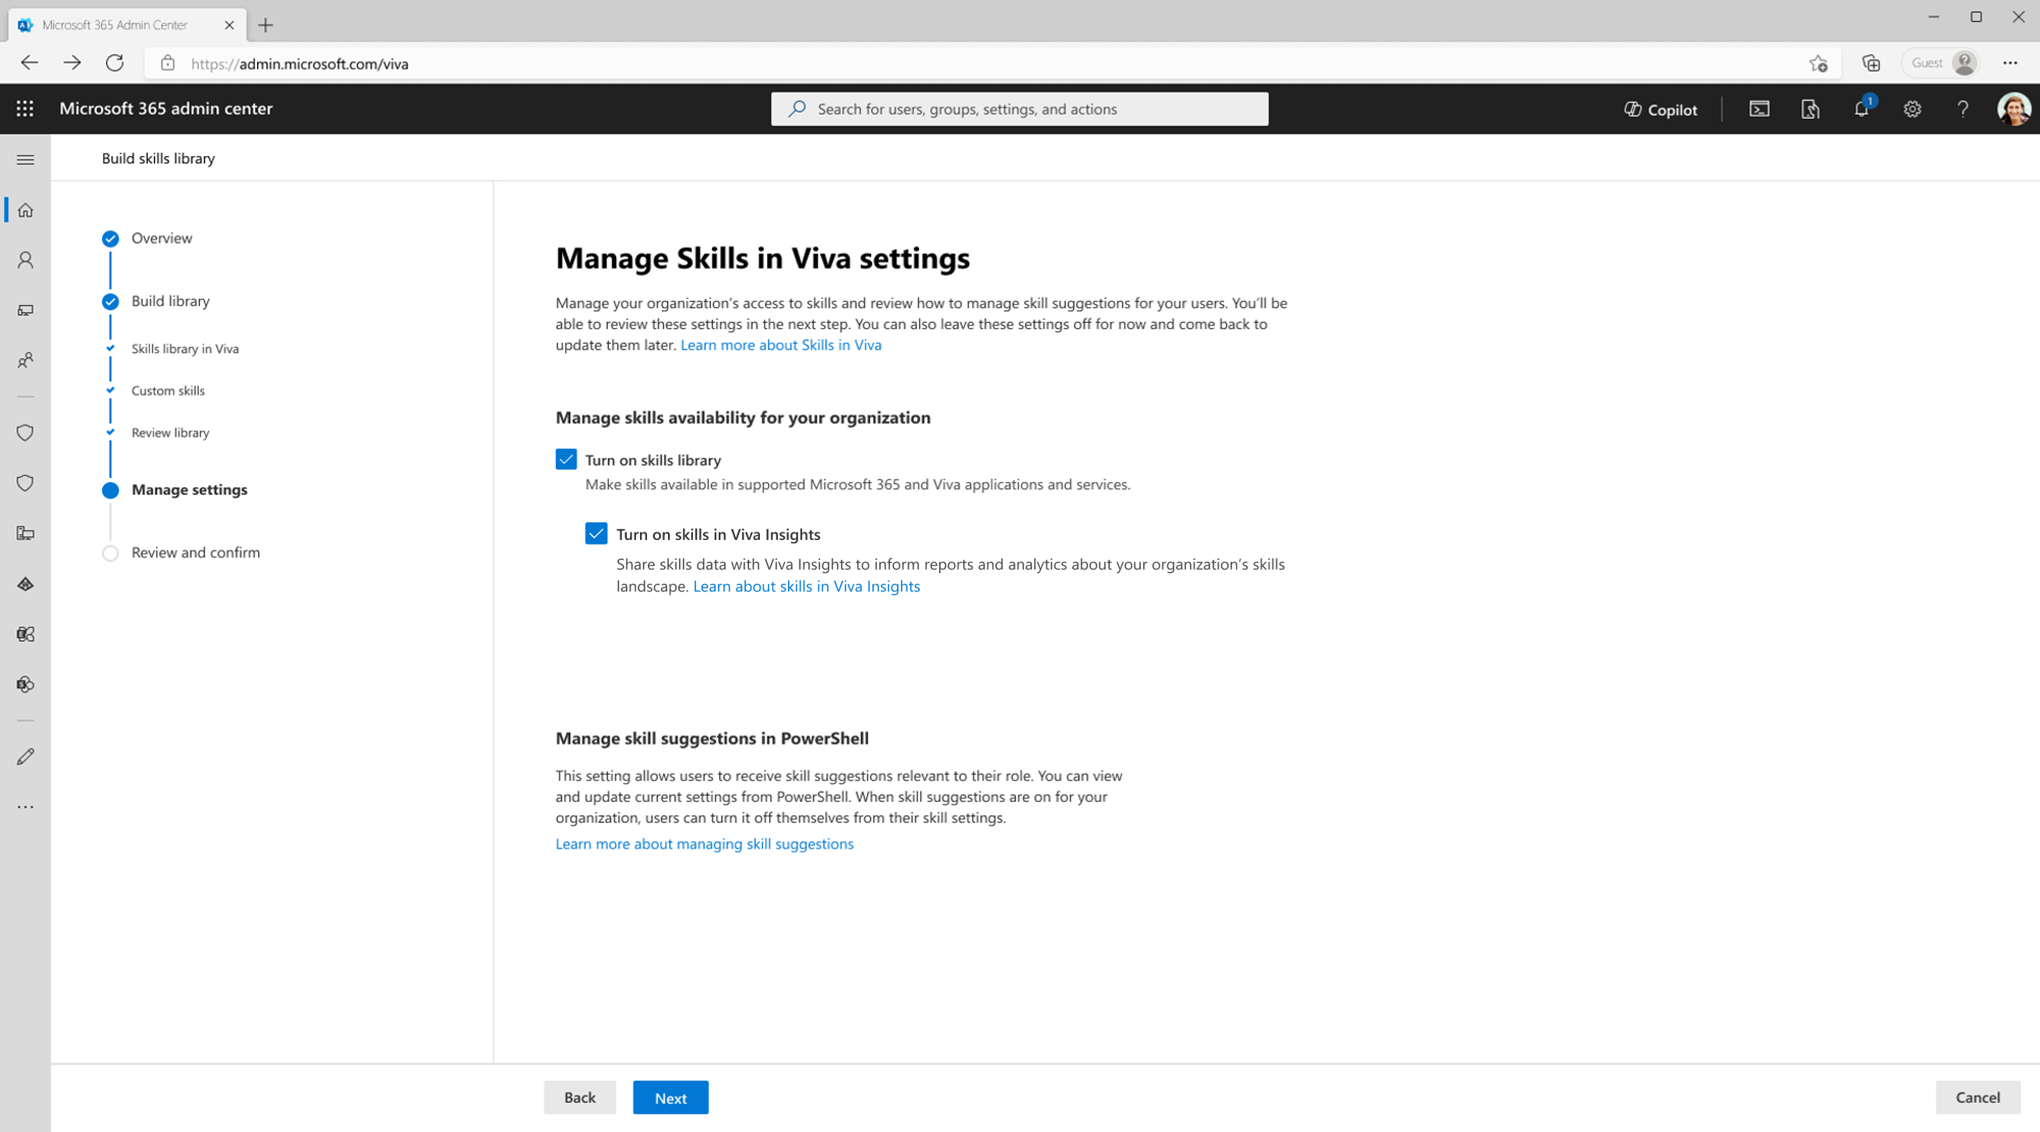 Microsoft 365 Admin Center
https://admin.microsoft.com/viva
Guest
Microsoft 365 admin center
Search for users, groups, settings, and actions
Copilot
1
Build skills library
Overview
Build library
Skills library in Viva
Custom skills
Review library
Manage settings
Review and confirm
Manage Skills in Viva settings
Manage your organization’s access to skills and review how to manage skill suggestions for your users. You’ll be
able to review these settings in the next step. You can also leave these settings off for now and come back to
update them later. Learn more about Skills in Viva
Manage skills availability for your organization
Turn on skills library
Make skills available in supported Microsoft 365 and Viva applications and services.
Turn on skills in Viva Insights
Share skills data with Viva Insights to inform reports and analytics about your organization’s skills
landscape. Learn about skills in Viva Insights
Manage skill suggestions in PowerShell
This setting allows users to receive skill suggestions relevant to their role. You can view
and update current settings from PowerShell. When skill suggestions are on for your
organization, users can turn it off themselves from their skill settings.
Learn more about managing skill suggestions
Back
Next
Cancel